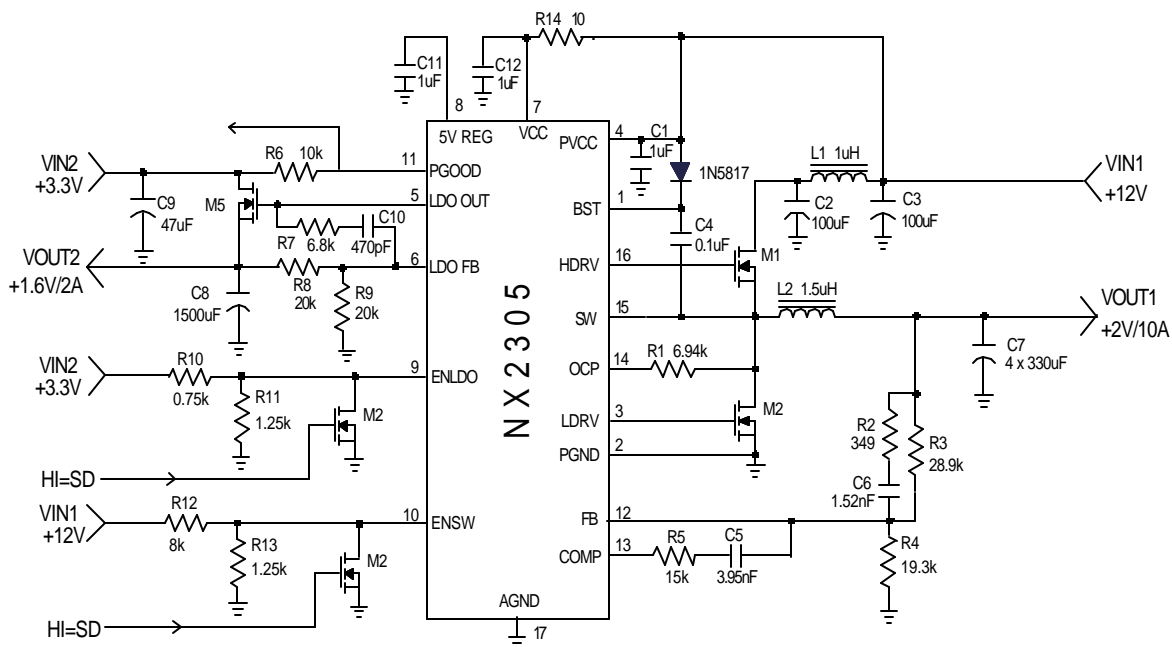 R14 10
C11
1uF
C12
1uF
8
7
5V REG
VCC
VIN2
+3.3V
R6 10k
11
PGOOD
C9
47uF
M5
5
LDO OUT
R7
6.8k
C10
470pF
VOUT2
+1.6V/2A
6
LDO FB
C8
1500uF
R8
20k
R9
20k
VIN2
+3.3V
R10
0.75k
9
ENLDO
R11
1.25k
M2
HI=SD
VIN1
+12V
R12
8k
10
ENSW
R13
1.25k
M2
HI=SD
NX2305
AGND
17
PVCC
4
C1
1uF
1N5817
BST
1
C4
0.1uF
L1 1uH
C2
100uF
C3
100uF
VIN1
+12V
HDRV
16
M1
SW
15
L2 1.5uH
VOUT1
+2V/10A
C7
4 x 330uF
OCP
14
R1 6.94k
LDRV
3
M2
PGND
2
R2
349
R3
28.9k
C6
1.52nF
FB
12
COMP
13
R5
15k
C5
3.95nF
R4
19.3k